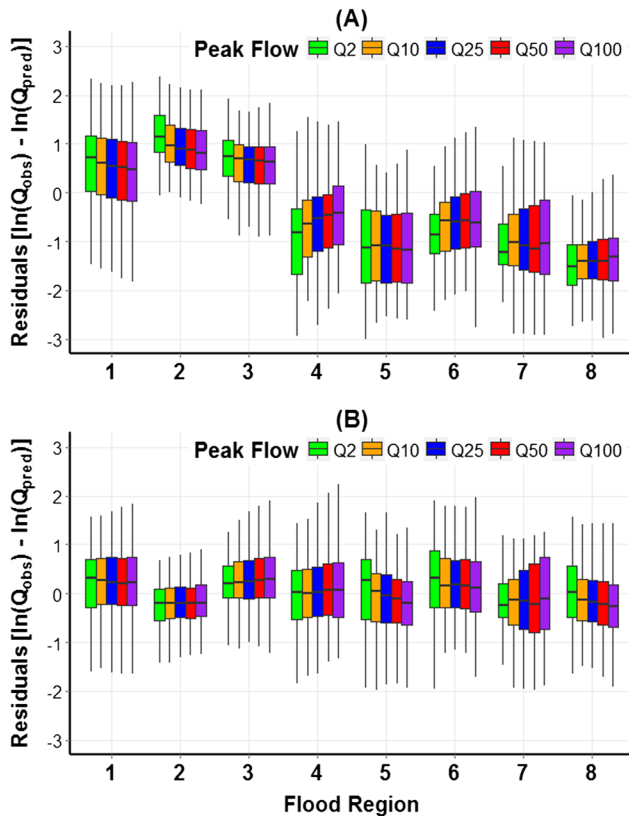 (A)
Peak Flow Q2 Q10 Q25 Q50 Q100
Residuals [ln(Qobs) - ln(Qpred)]
3
2
1
0
-1
-2
-3
1 2 3 4 5 6 7 8
(B)
Peak Flow Q2 Q10 Q25 Q50 Q100
Residuals [ln(Qobs) - ln(Qpred)]
3
2
1
0
-1
-2
-3
1 2 3 4 5 6 7 8
Flood Region